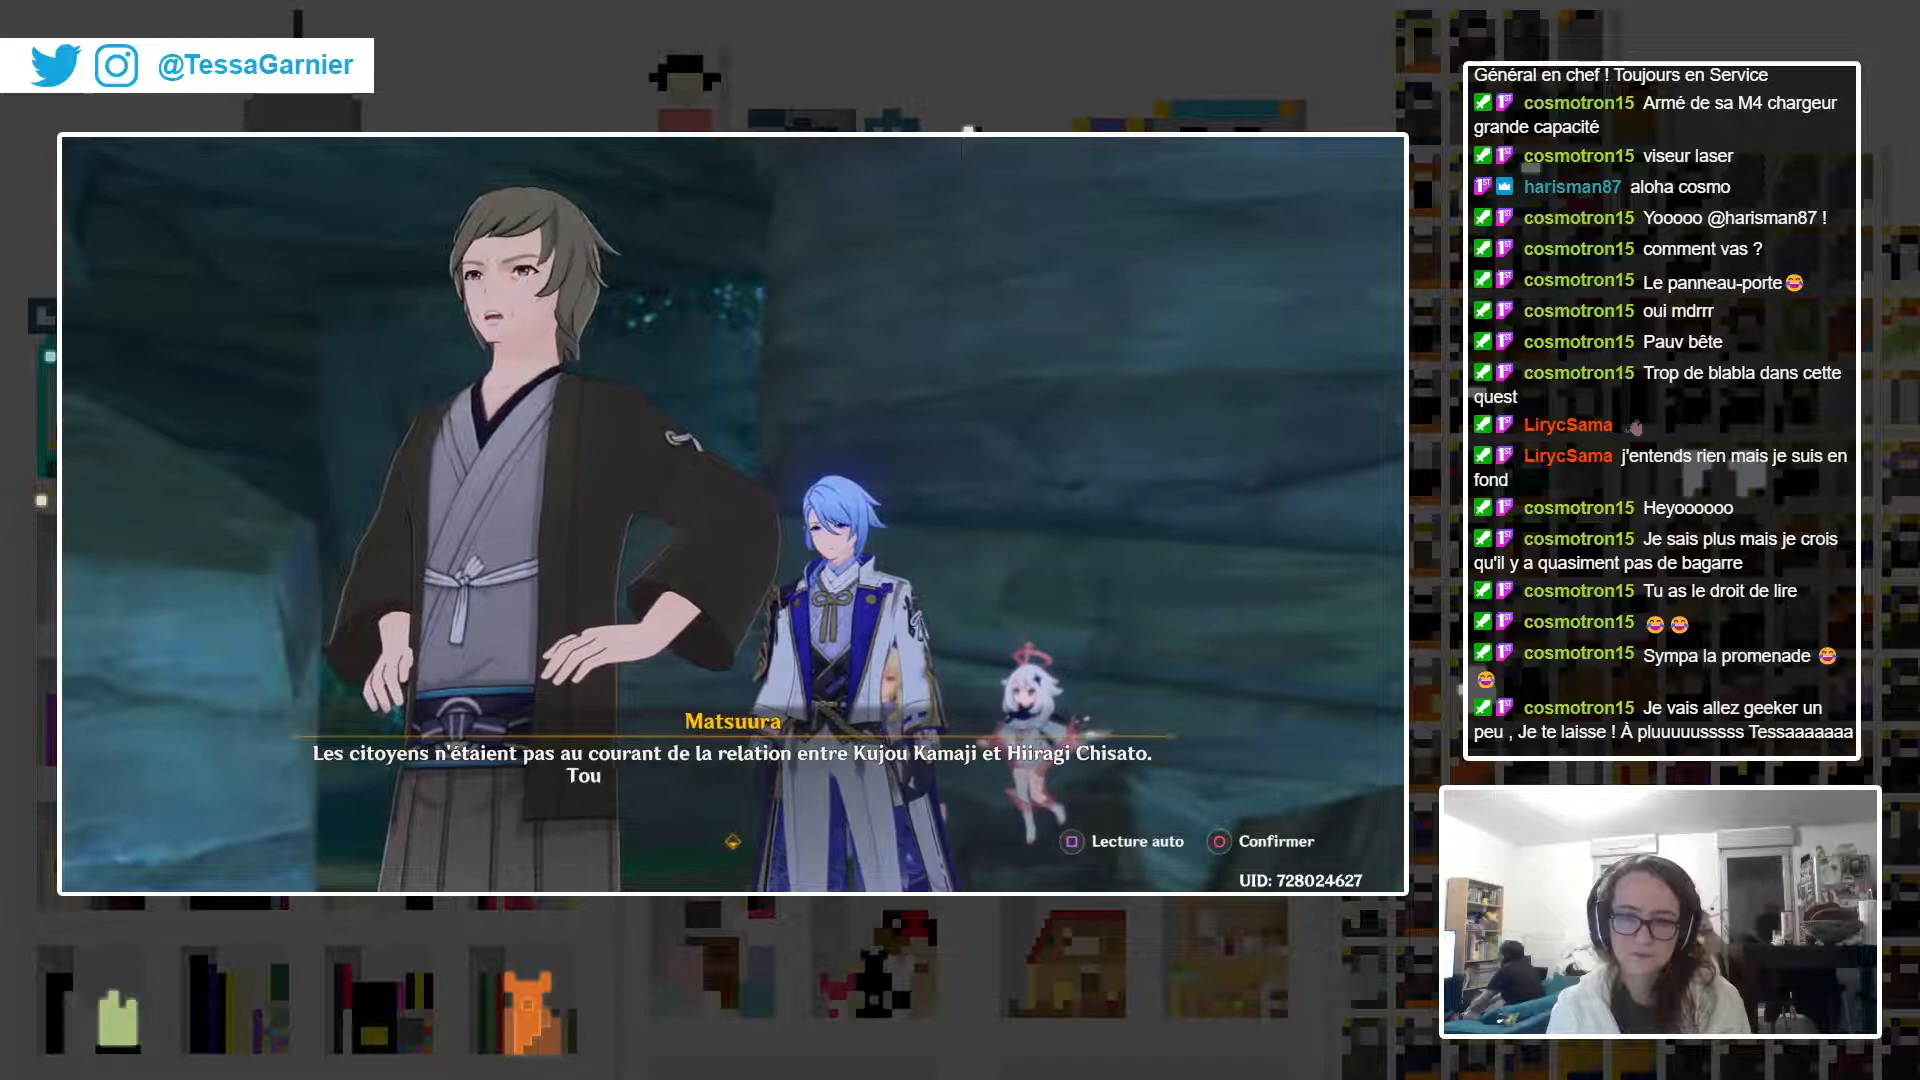 @TessaGarnier
Général en chef ! Toujours en Service
cosmotron15 Armé de sa M4 chargeur
grande capacité
cosmotron15 viseur laser
harisman87 aloha cosmo
cosmotron15 Yooooo @harisman87 !
cosmotron15 comment vas ?
cosmotron15 Le panneau-porte😂
cosmotron15 oui mdrrr
cosmotron15 Pauv bête
cosmotron15 Trop de blabla dans cette
quest
LirycSama
LirycSama j'entends rien mais je suis en
fond
cosmotron15 Heyoooooo
cosmotron15 Je sais plus mais je crois
qu'il y a quasiment pas de bagarre
cosmotron15 Tu as le droit de lire
cosmotron15 😂 😂
cosmotron15 Sympa la promenade 😂
😂
cosmotron15 Je vais allez geeker un
peu , Je te laisse ! À pluuuuusssss Tessaaaaaaa
Matsuura
Les citoyens n'étaient pas au courant de la relation entre Kujou Kamaji et Hiiragi Chisato.
Tou
Lecture auto
Confirmer
UID: 728024627